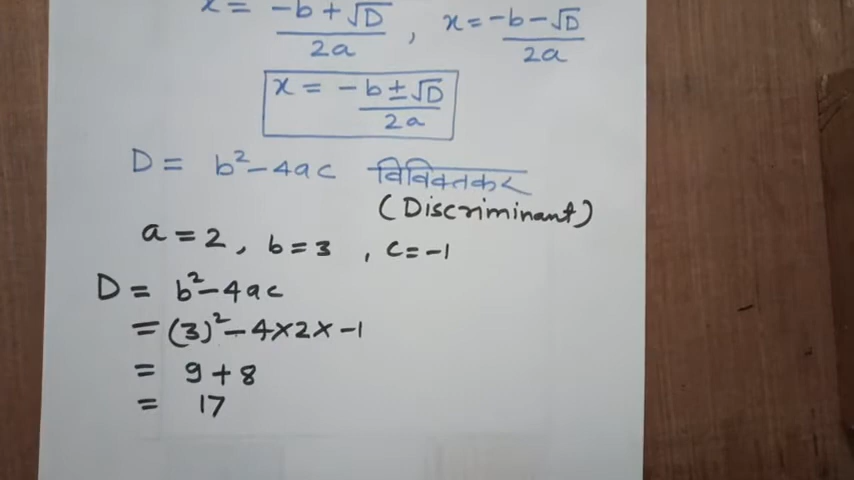 x = -b + √D / 2a , x = -b - √D / 2a
x = -b ± √D / 2a
D = b² - 4ac विविक्तकर
(Discriminant)
a = 2 , b = 3 , c = -1
D = b² - 4ac
= (3)² - 4 × 2 × -1
= 9 + 8
= 17